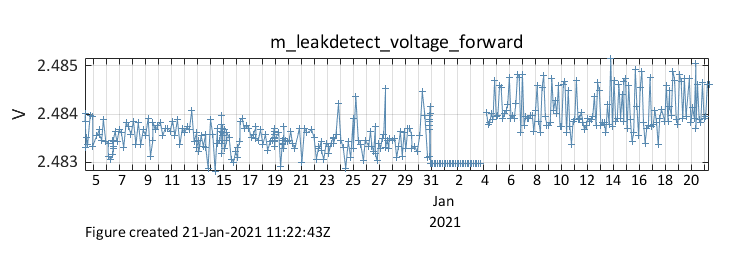 m_leakdetect_voltage_forward
2.485
2.484
2.483
V
5 7 9 11 13 15 17 19 21 23 25 27 29 31 2 4 6 8 10 12 14 16 18 20
Jan
2021
Figure created 21-Jan-2021 11:22:43Z